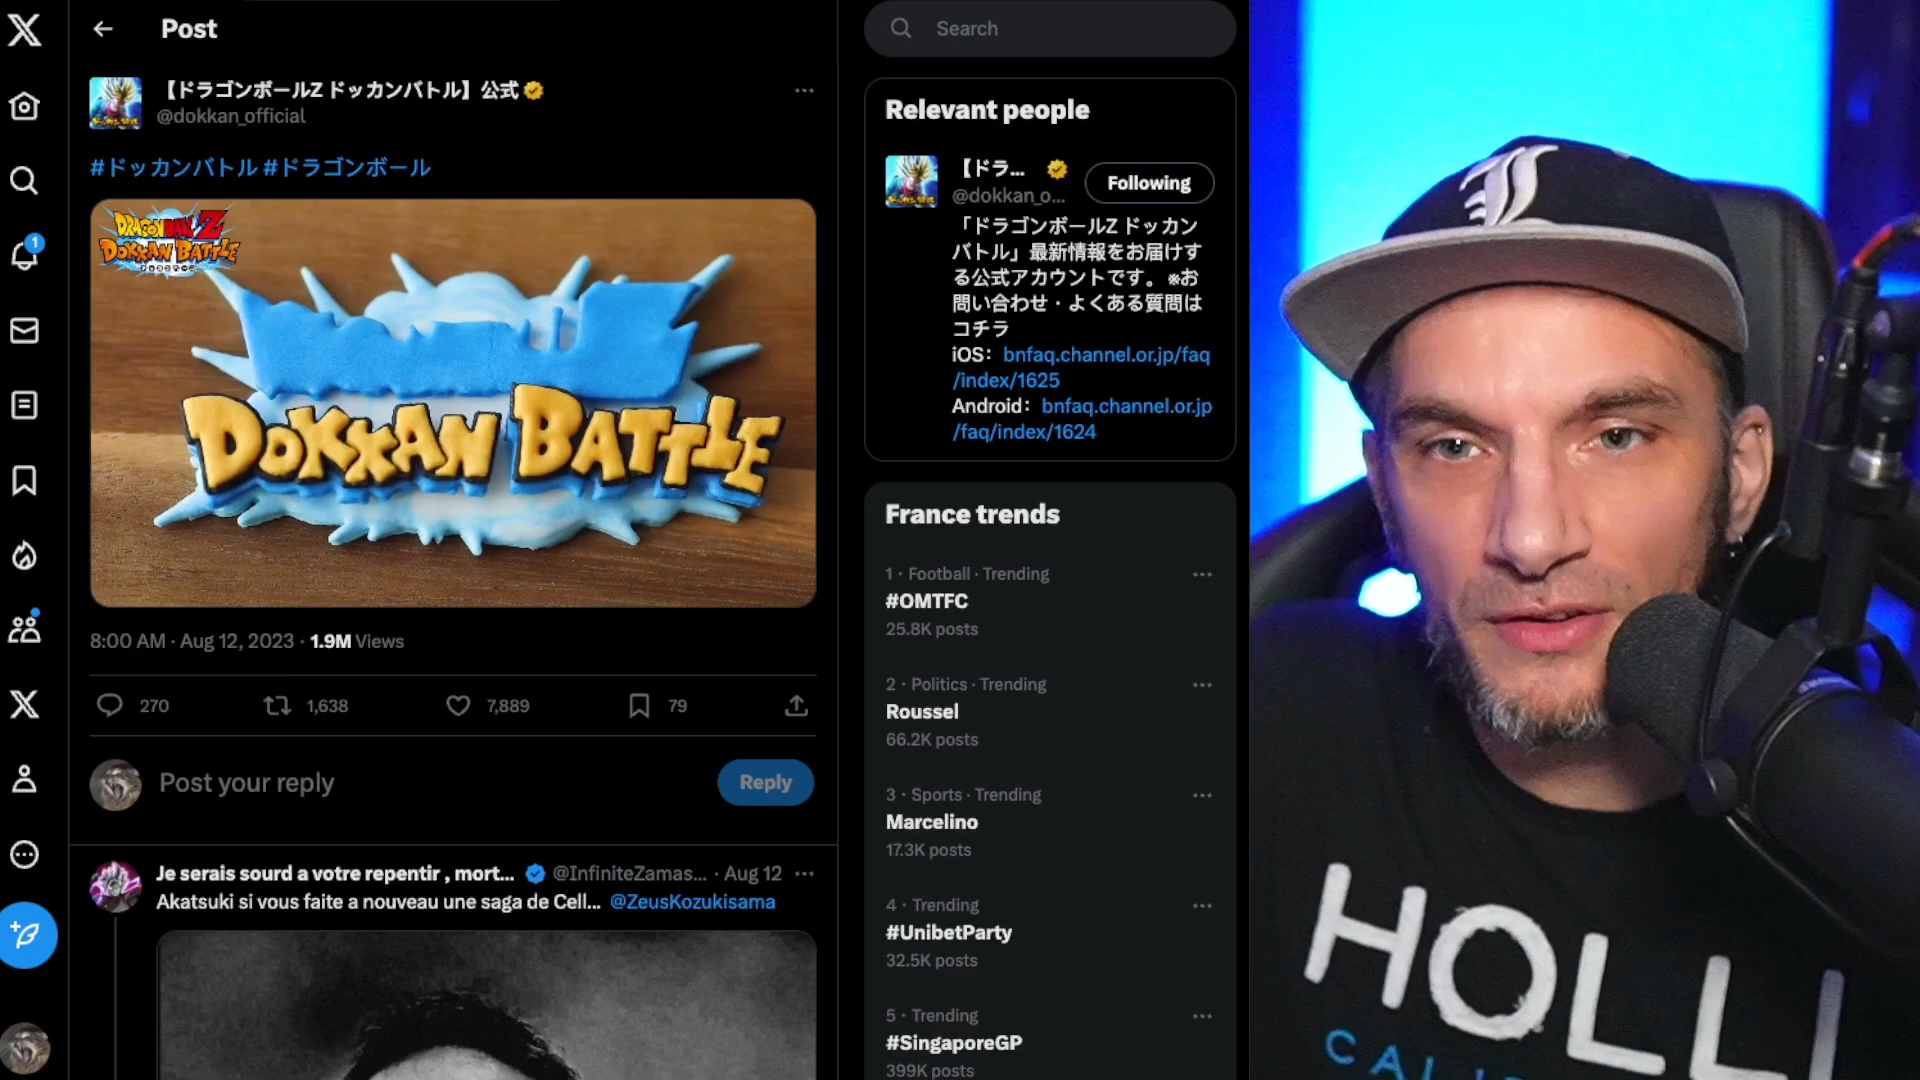 Post
【ドラゴンボールZ ドッカンバトル】公式
@dokkan_official
#ドッカンバトル #ドラゴンボール
DRAGONBALL Z
DOKKAN BATTLE
ドッカンバトル
DOKKAN BATTLE
8:00 AM · Aug 12, 2023 · 1.9M Views
270
1,638
7,889
79
Post your reply
Reply
Je serais sourd a votre repentir , mort... @InfiniteZamas... · Aug 12
Akatsuki si vous faite a nouveau une saga de Cell... @ZeusKozukisama
1
Search
Relevant people
【ドラ...
@dokkan_o...
Following
「ドラゴンボールZ ドッカン
バトル」最新情報をお届けす
る公式アカウントです。※お
問い合わせ・よくある質問は
コチラ
iOS：bnfaq.channel.or.jp/faq
/index/1625
Android：bnfaq.channel.or.jp
/faq/index/1624
France trends
1 · Football · Trending
#OMTFC
25.8K posts
2 · Politics · Trending
Roussel
66.2K posts
3 · Sports · Trending
Marcelino
17.3K posts
4 · Trending
#UnibetParty
32.5K posts
5 · Trending
#SingaporeGP
399K posts
HOLL